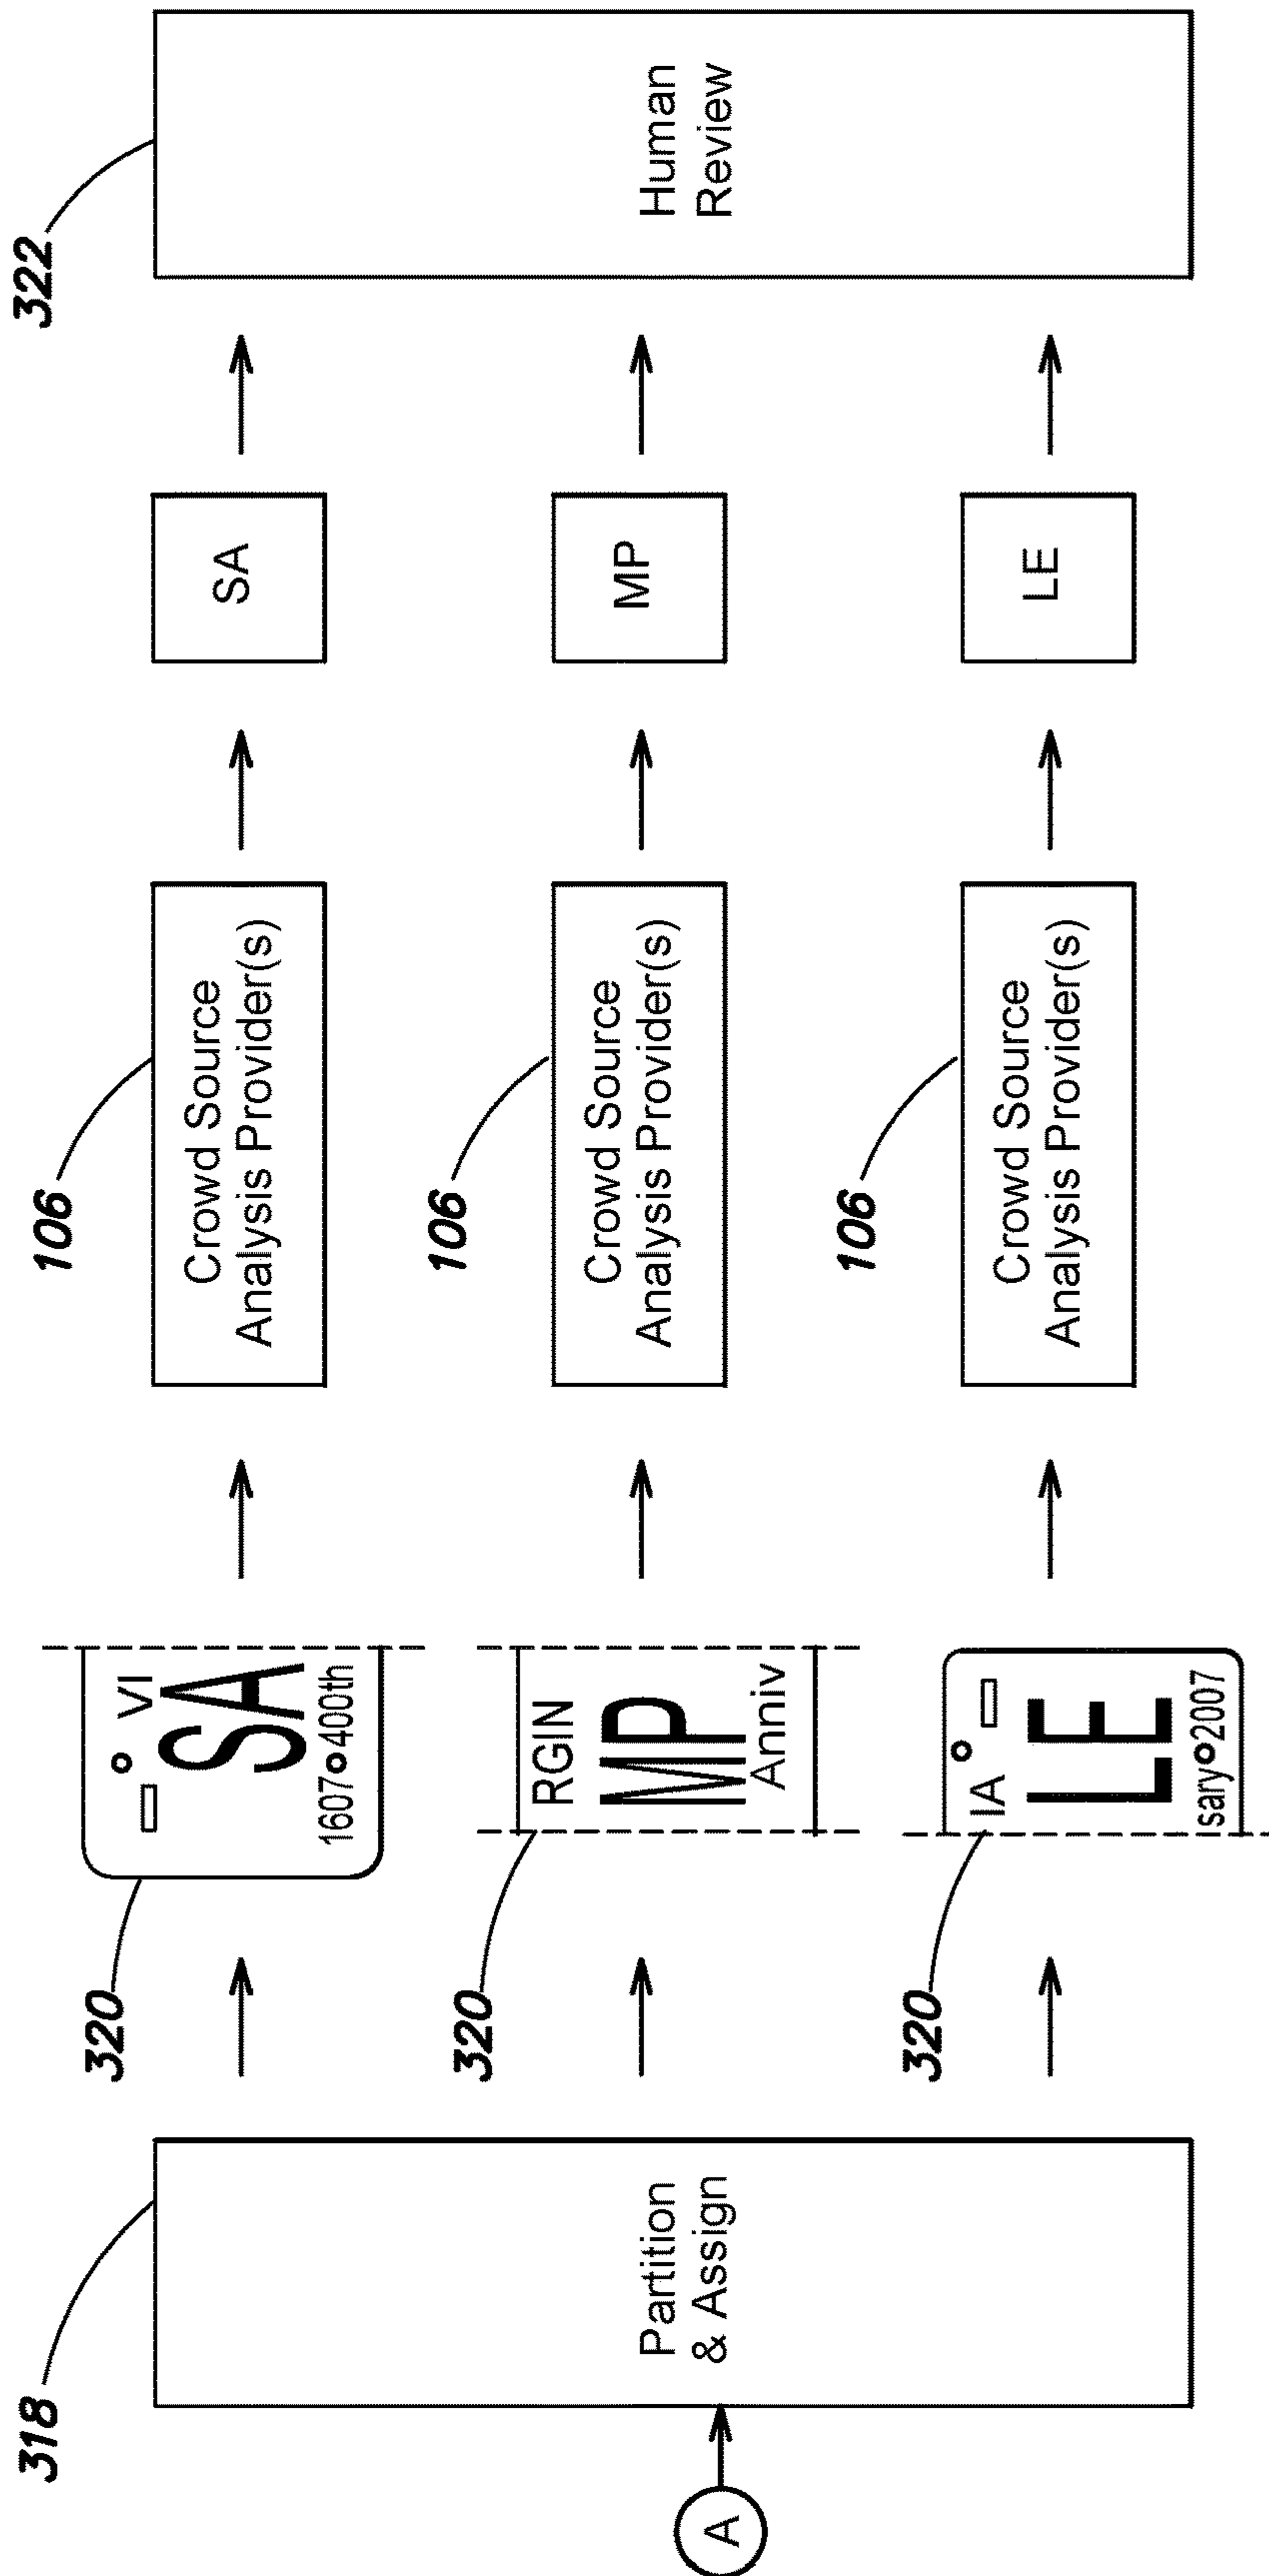 318
Partition
& Assign
A
320
VI
SA
1607 400th
320
RGIN
MP
Anniv
320
IA
LE
sary 2007
106
Crowd Source
Analysis Provider(s)
106
Crowd Source
Analysis Provider(s)
106
Crowd Source
Analysis Provider(s)
SA
MP
LE
322
Human
Review